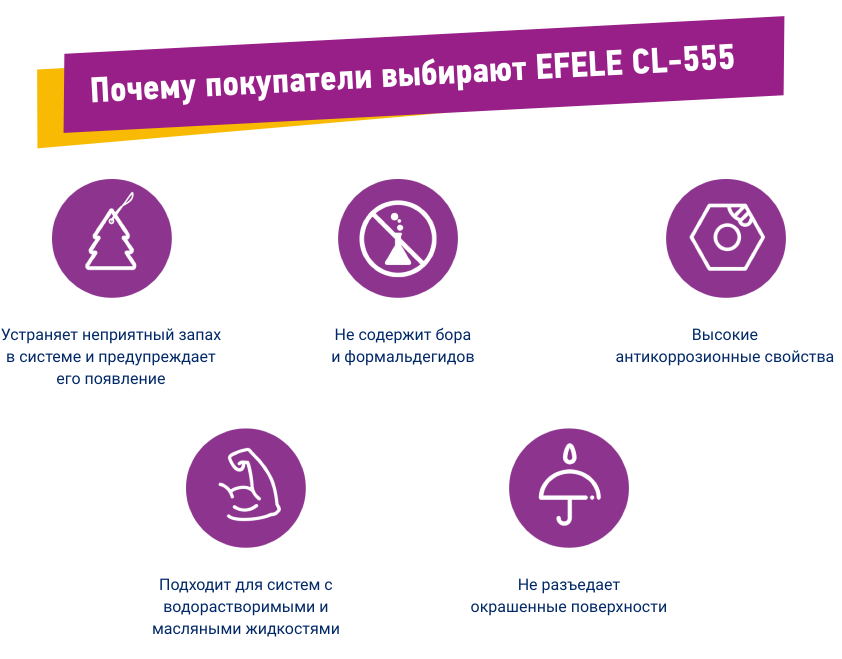 Почему покупатели выбирают EFELE CL-555
Устраняет неприятный запах
в системе и предупреждает
его появление
Не содержит бора
и формальдегидов
Высокие
антикоррозионные свойства
Подходит для систем с
водорастворимыми и
масляными жидкостями
Не разъедает
окрашенные поверхности